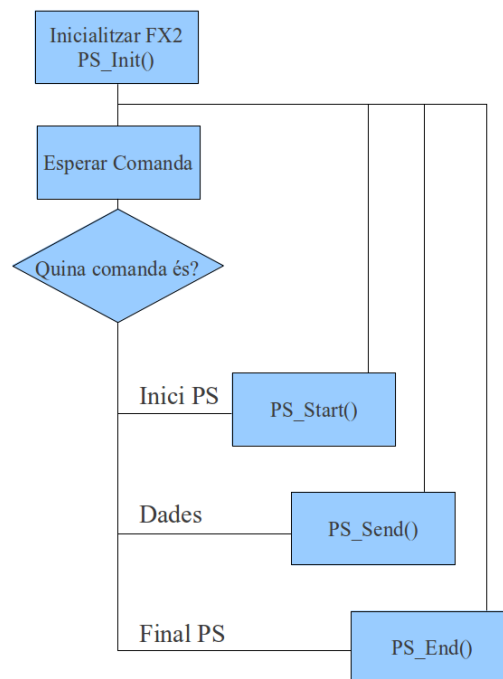 Inicialitzar FX2
PS_Init()
Esperar Comanda
Quina comanda és?
Inici PS
PS_Start()
Dades
PS_Send()
Final PS
PS_End()